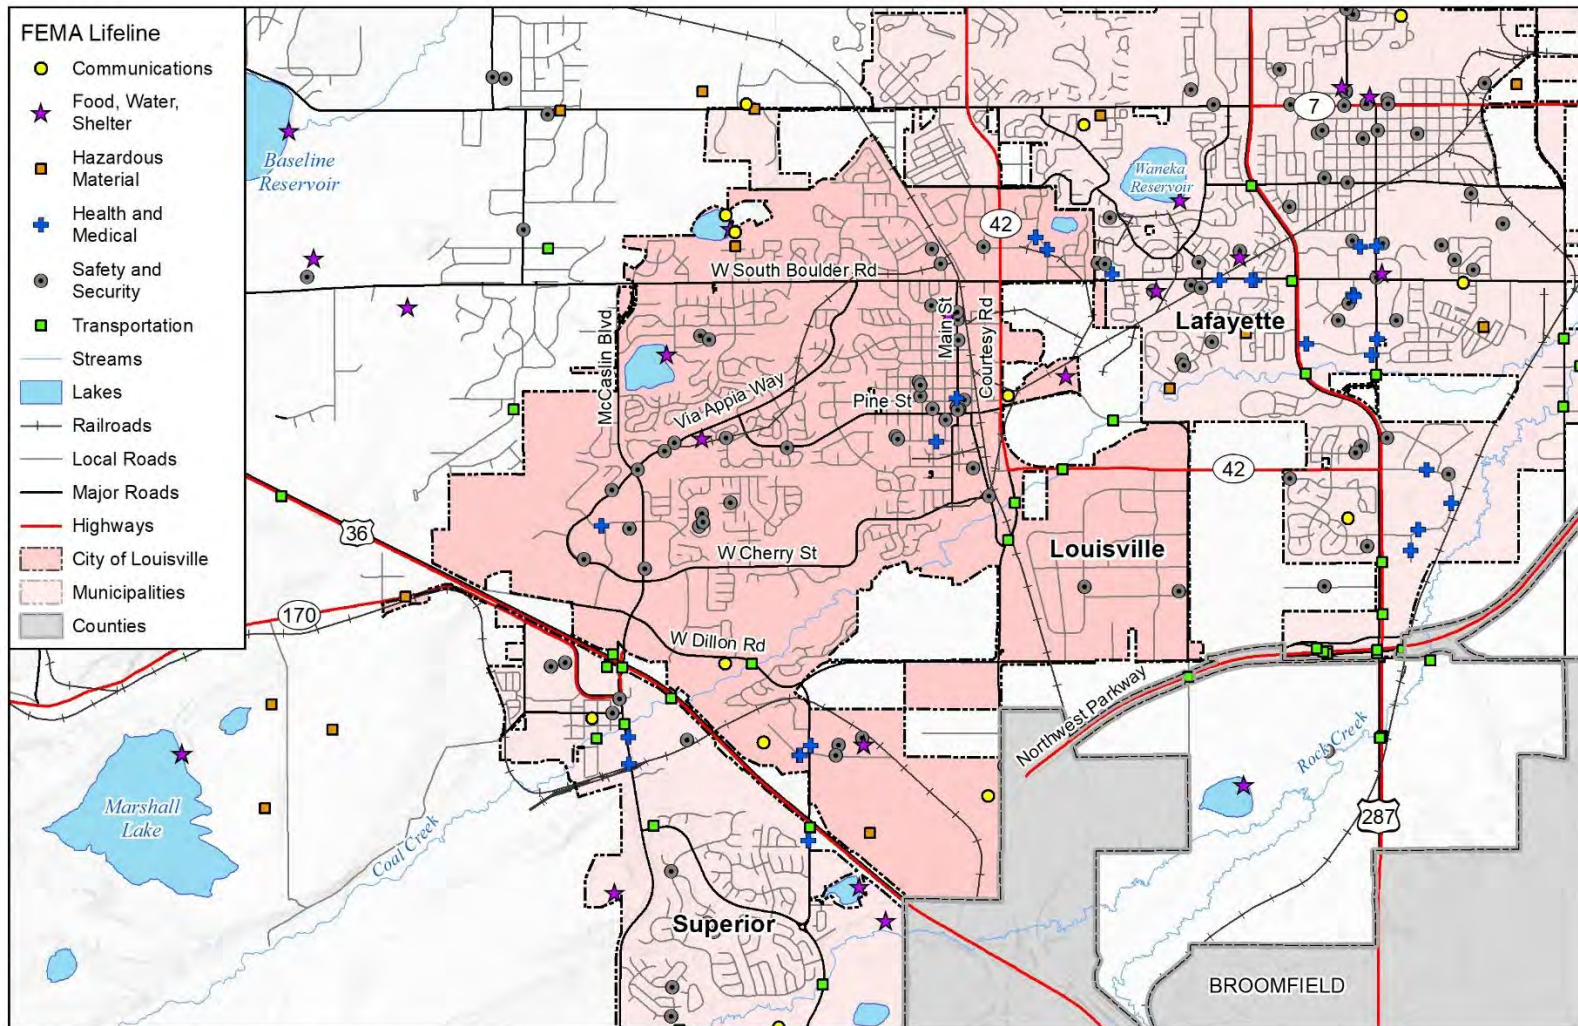 FEMA Lifeline
Communications
Food, Water,
Shelter
Hazardous
Material
Health and
Medical
Safety and
Security
Transportation
Streams
Lakes
Railroads
Local Roads
Major Roads
Highways
City of Louisville
Municipalities
Counties
Baseline
Reservoir
Waneka
Reservoir
7
42
W South Boulder Rd
McCaslin Blvd
Main St
Courtesy Rd
Lafayette
Via Appia Way
Pine St
42
36
W Cherry St
Louisville
170
W Dillon Rd
Northwest Parkway
Rock Creek
Marshall
Lake
Coal Creek
287
Superior
BROOMFIELD